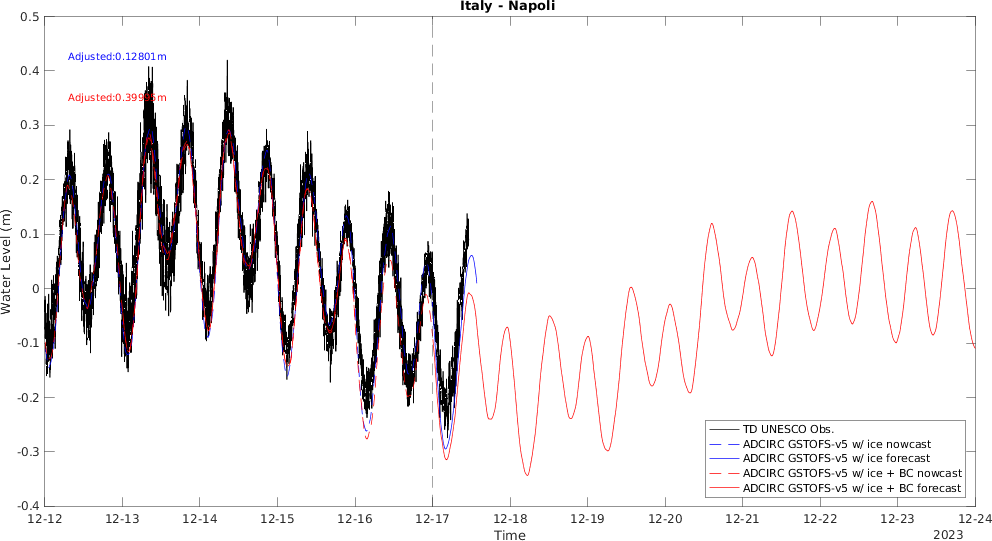 Italy - Napoli
0.5
0.4
0.3
0.2
0.1
0
-0.1
-0.2
-0.3
-0.4
Water Level (m)
Adjusted:0.12801m
TD UNESCO Obs.
ADCIRC GSTOFS-v5 w/ ice nowcast
ADCIRC GSTOFS-v5 w/ ice forecast
ADCIRC GSTOFS-v5 w/ ice + BC nowcast
ADCIRC GSTOFS-v5 w/ ice + BC forecast
12-12 12-13 12-14 12-15 12-16 12-17 12-18 12-19 12-20 12-21 12-22 12-23 12-24
Time
2023